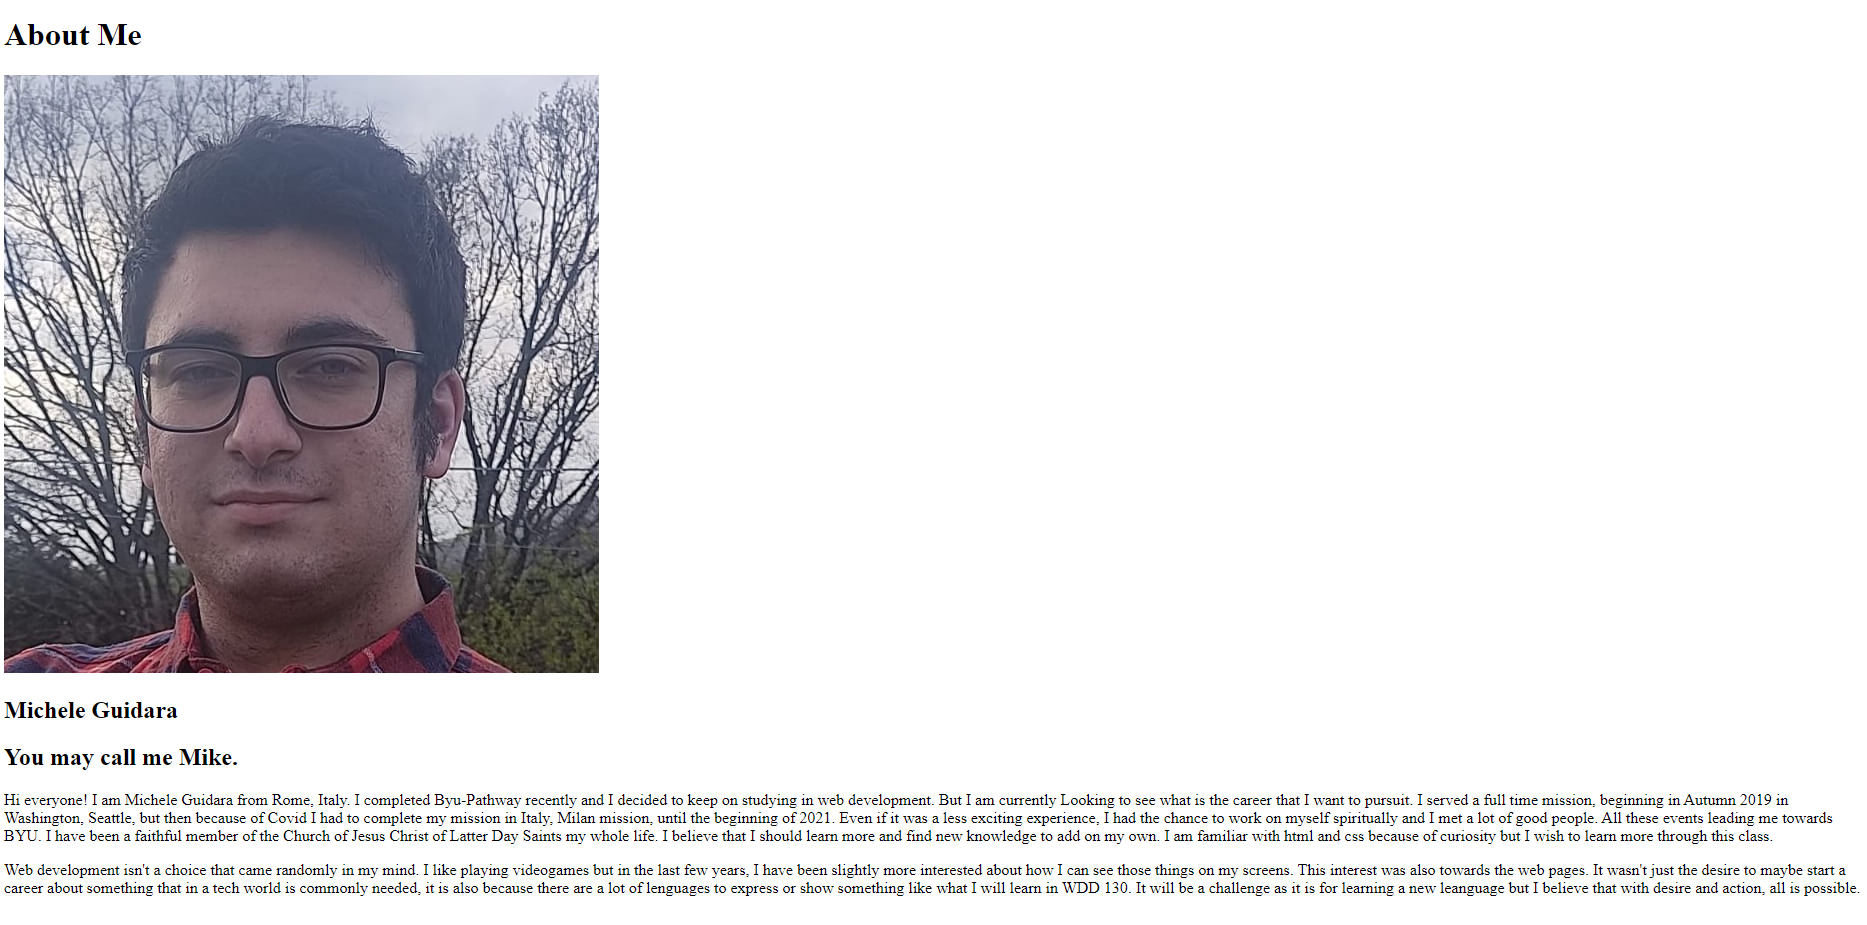 About Me
Michele Guidara
You may call me Mike.
Hi everyone! I am Michele Guidara from Rome, Italy. I completed Byu-Pathway recently and I decided to keep on studying in web development. But I am currently Looking to see what is the career that I want to pursuit. I served a full time mission, beginning in Autumn 2019 in
Washington, Seattle, but then because of Covid I had to complete my mission in Italy, Milan mission, until the beginning of 2021. Even if it was a less exciting experience, I had the chance to work on myself spiritually and I met a lot of good people. All these events leading me towards
BYU. I have been a faithful member of the Church of Jesus Christ of Latter Day Saints my whole life. I believe that I should learn more and find new knowledge to add on my own. I am familiar with html and css because of curiosity but I wish to learn more through this class.
Web development isn't a choice that came randomly in my mind. I like playing videogames but in the last few years, I have been slightly more interested about how I can see those things on my screens. This interest was also towards the web pages. It wasn't just the desire to maybe start a
career about something that in a tech world is commonly needed, it is also because there are a lot of lenguages to express or show something like what I will learn in WDD 130. It will be a challenge as it is for learning a new leanguage but I believe that with desire and action, all is possible.